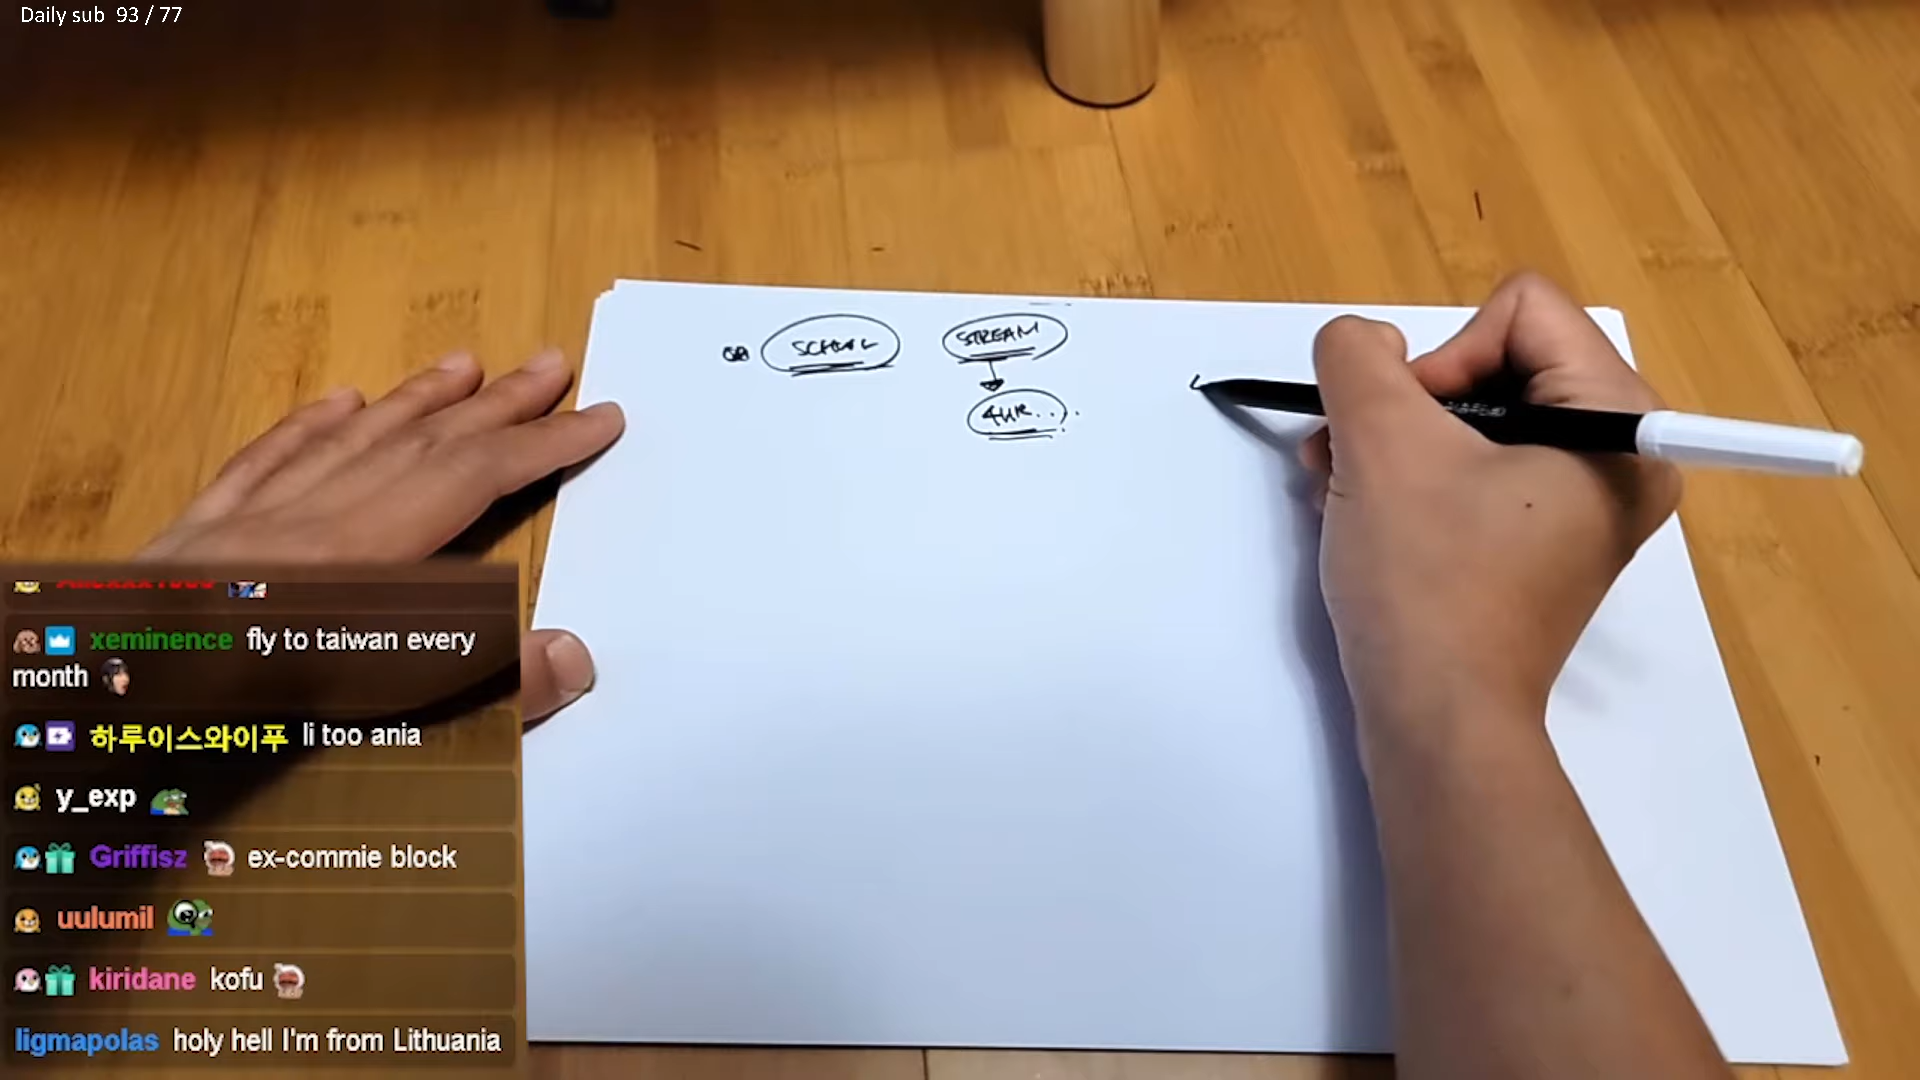 Daily sub 93 / 77
SCHOOL
STREAM
4HR...
xeminence fly to taiwan every
month
하루이스와이푸 li too ania
y_exp
Griffisz ex-commie block
uulumil
kiridane kofu
ligmapolas holy hell I'm from Lithuania